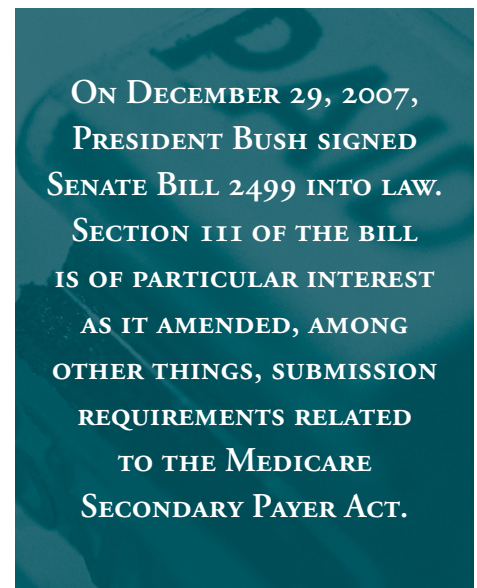 On December 29, 2007,
President Bush signed
Senate Bill 2499 into law.
Section 111 of the bill
is of particular interest
as it amended, among
other things, submission
requirements related
to the Medicare
Secondary Payer Act.
PAID